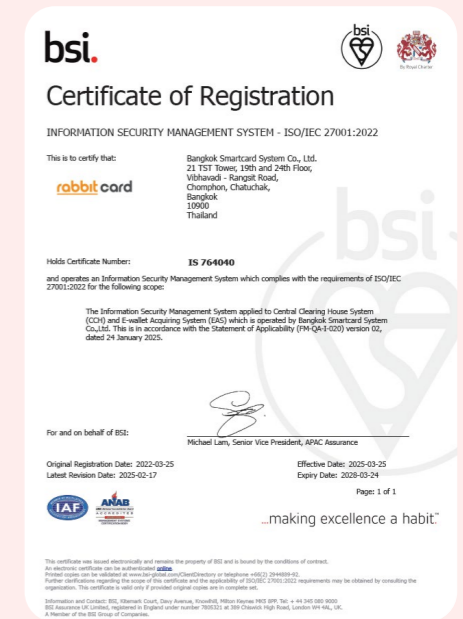 bsi.
bsi
By Royal Charter
Certificate of Registration
INFORMATION SECURITY MANAGEMENT SYSTEM - ISO/IEC 27001:2022
This is to certify that:
Bangkok Smartcard System Co., Ltd.
21 TST Tower, 19th and 24th Floor,
Vibhavadi - Rangsit Road,
Chomphon, Chatuchak,
Bangkok
10900
Thailand
rabbit card
bsi
Holds Certificate Number:
IS 764040
and operates an Information Security Management System which complies with the requirements of ISO/IEC
27001:2022 for the following scope:
The Information Security Management System applied to Central Clearing House System
(CCH) and E-wallet Acquiring System (EAS) which is operated by Bangkok Smartcard System
Co.,Ltd. This is in accordance with the Statement of Applicability (FM-QA-I-020) version 02,
dated 24 January 2025.
For and on behalf of BSI:
Michael Lam, Senior Vice President, APAC Assurance
Original Registration Date: 2022-03-25
Effective Date: 2025-03-25
Latest Revision Date: 2025-02-17
Expiry Date: 2028-03-24
Page: 1 of 1
IAF
ANAB
ACCREDITED
...making excellence a habit.™
This certificate was issued electronically and remains the property of BSI and is bound by the conditions of contract.
An electronic certificate can be authenticated online.
Printed copies can be validated at www.bsi-global.com/ClientDirectory or telephone +66(2) 2944889-92.
Further clarifications regarding the scope of this certificate and the applicability of ISO/IEC 27001:2022 requirements may be obtained by consulting the
organization. This certificate is valid only if provided original copies are in complete set.
Information and Contact: BSI, Kitemark Court, Davy Avenue, Knowlhill, Milton Keynes MK5 8PP. Tel: + 44 345 080 9000
BSI Assurance UK Limited, registered in England under number 7805321 at 389 Chiswick High Road, London W4 4AL, UK.
A Member of the BSI Group of Companies.